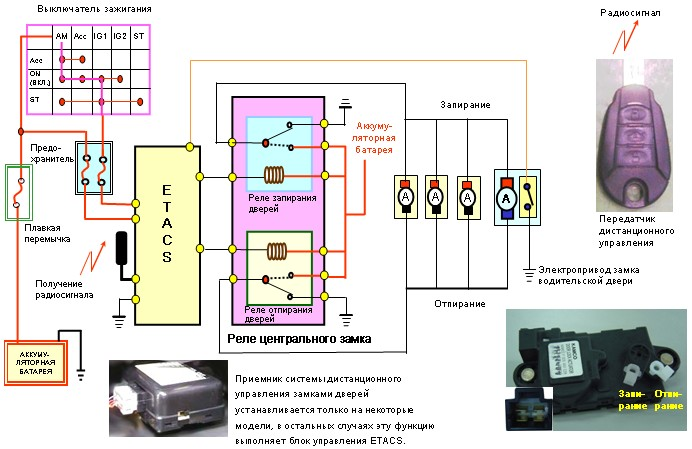 Выключатель зажигания
AM Acc IG1 IG2 ST
Acc
ON
(ВКЛ.)
ST
Предо-
хранитель
Плавкая
перемычка
Получение
радиосигнала
АККУМУ-
ЛЯТОРНАЯ
БАТАРЕЯ
E
T
A
C
S
Реле запирания
дверей
Реле отпирания
дверей
Реле центрального замка
Аккуму-
ляторная
батарея
Запирание
A
A
A
A
Отпирание
Радиосигнал
Передатчик
дистанционного
управления
Электропривод замка
водительской двери
Приемник системы дистанционного
управления замками дверей
устанавливается только на некоторые
модели, в остальных случаях эту функцию
выполняет блок управления ETACS.
Запи-
рание
Отпи-
рание